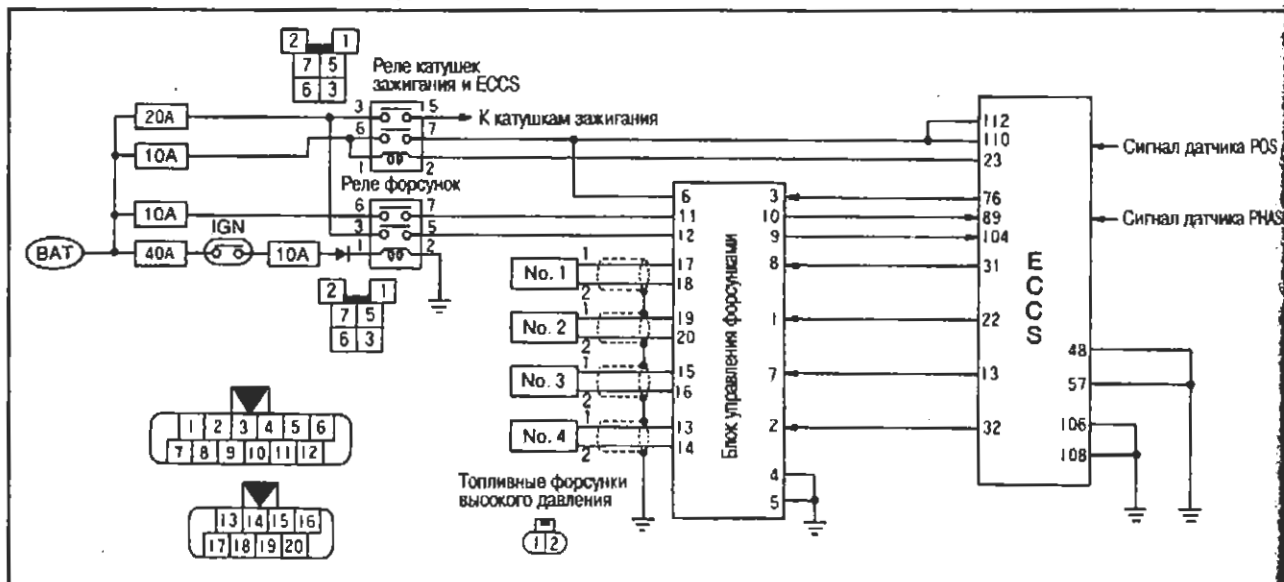 2 1
7 5
6 3
Реле катушек
зажигания и ECCS
20A
3 5
К катушкам зажигания
10A
6 7
1 2
Реле форсунок
10A
6 7
3 5
1 2
BAT
40A
IGN
10A
2 1
7 5
6 3
112
110
23
76
89
104
31
22
13
32
48
57
106
108
ECCS
Сигнал датчика POS
Сигнал датчика PHAS
6
11
12
17
18
19
20
15
16
13
14
3
10
9
8
1
7
2
4
5
Блок управления форсунками
No. 1
1
2
No. 2
1
2
No. 3
1
2
No. 4
1
2
Топливные форсунки
высокого давления
1 2
1 2 3 4 5 6
7 8 9 10 11 12
13 14 15 16
17 18 19 20